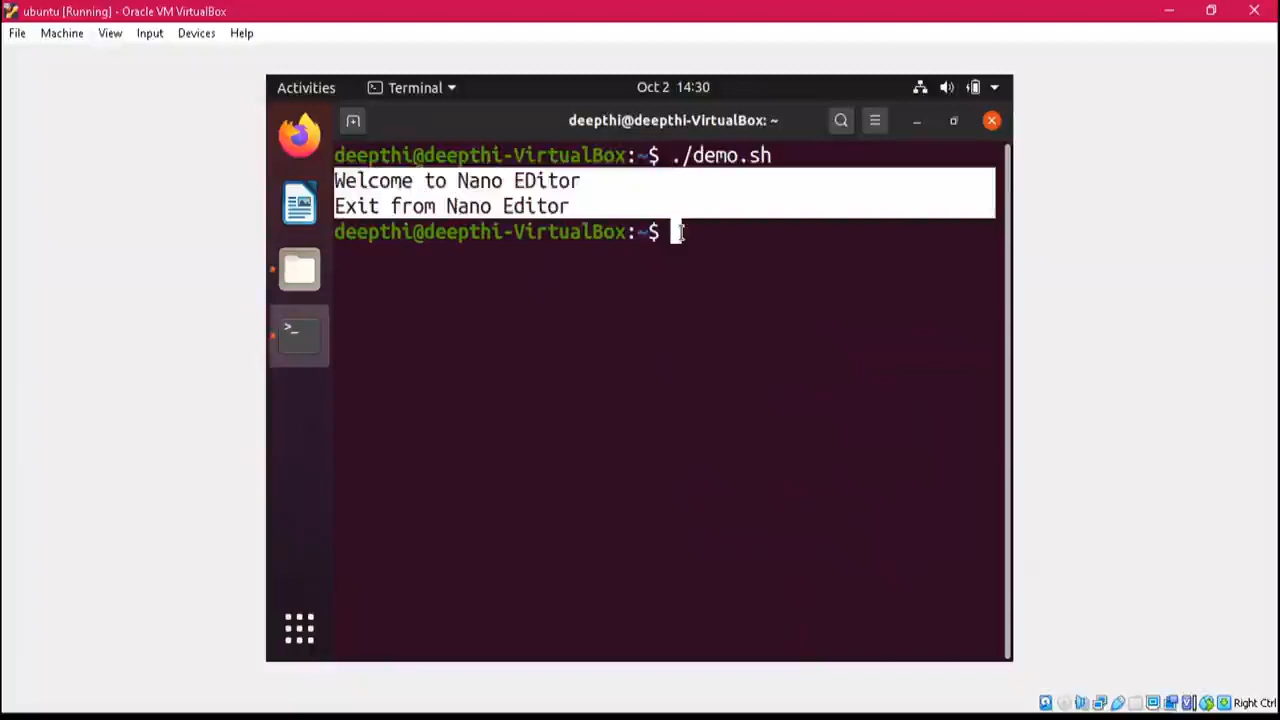 ubuntu [Running] - Oracle VM VirtualBox
File Machine View Input Devices Help
Activities Terminal Oct 2 14:30
deepthi@deepthi-VirtualBox: ~
deepthi@deepthi-VirtualBox:~$ ./demo.sh
Welcome to Nano EDitor
Exit from Nano Editor
deepthi@deepthi-VirtualBox:~$
Right Ctrl